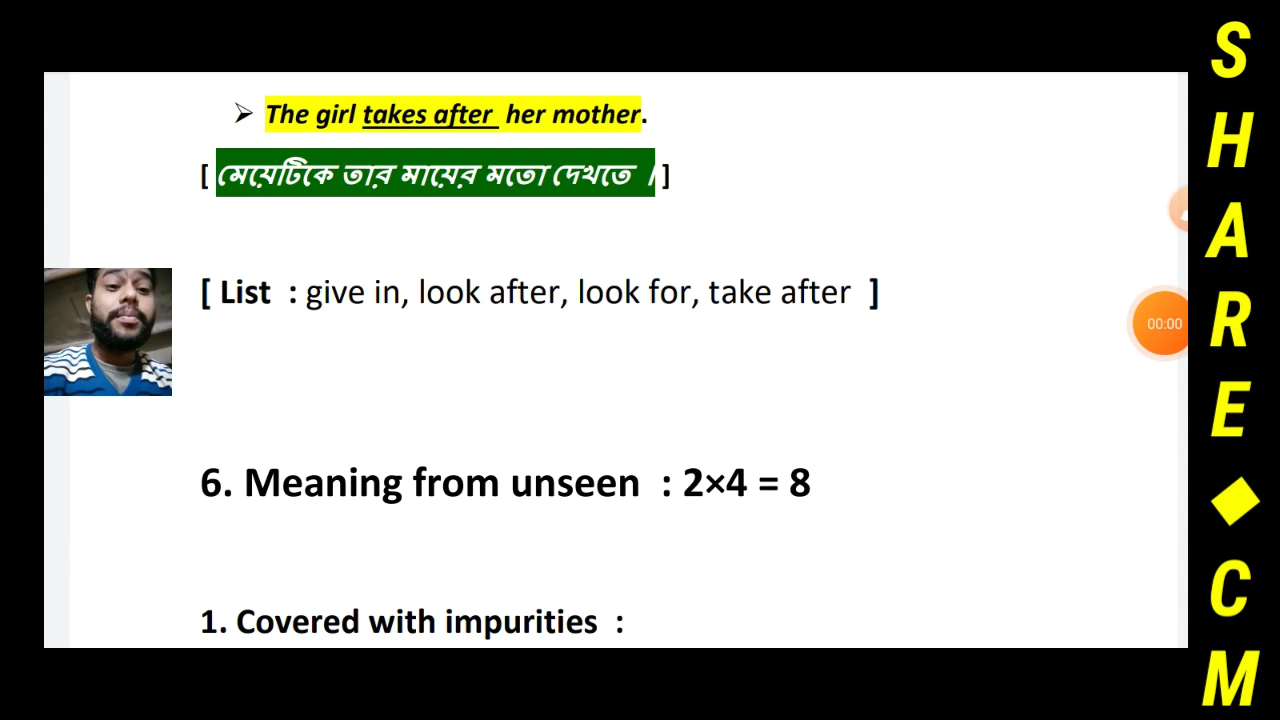 ➢ The girl takes after her mother.
[ মেয়েটিকে তার মায়ের মতো দেখতে । ]
[ List : give in, look after, look for, take after ]
00:00
6. Meaning from unseen : 2×4 = 8
1. Covered with impurities :
SHARE◆CM